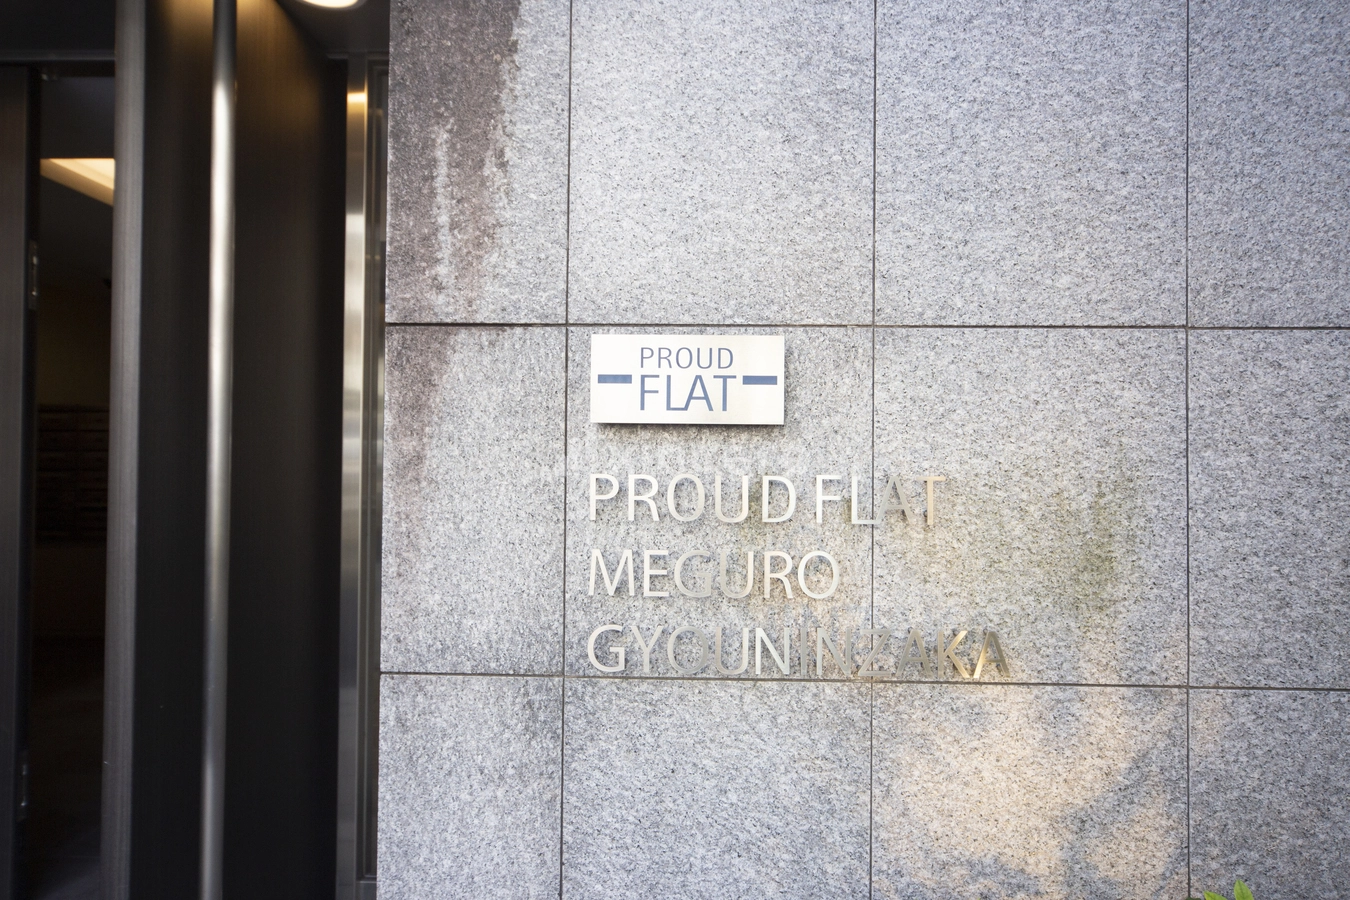 PROUD
FLAT
PROUD FLAT
MEGURO
GYOUNINZAKA